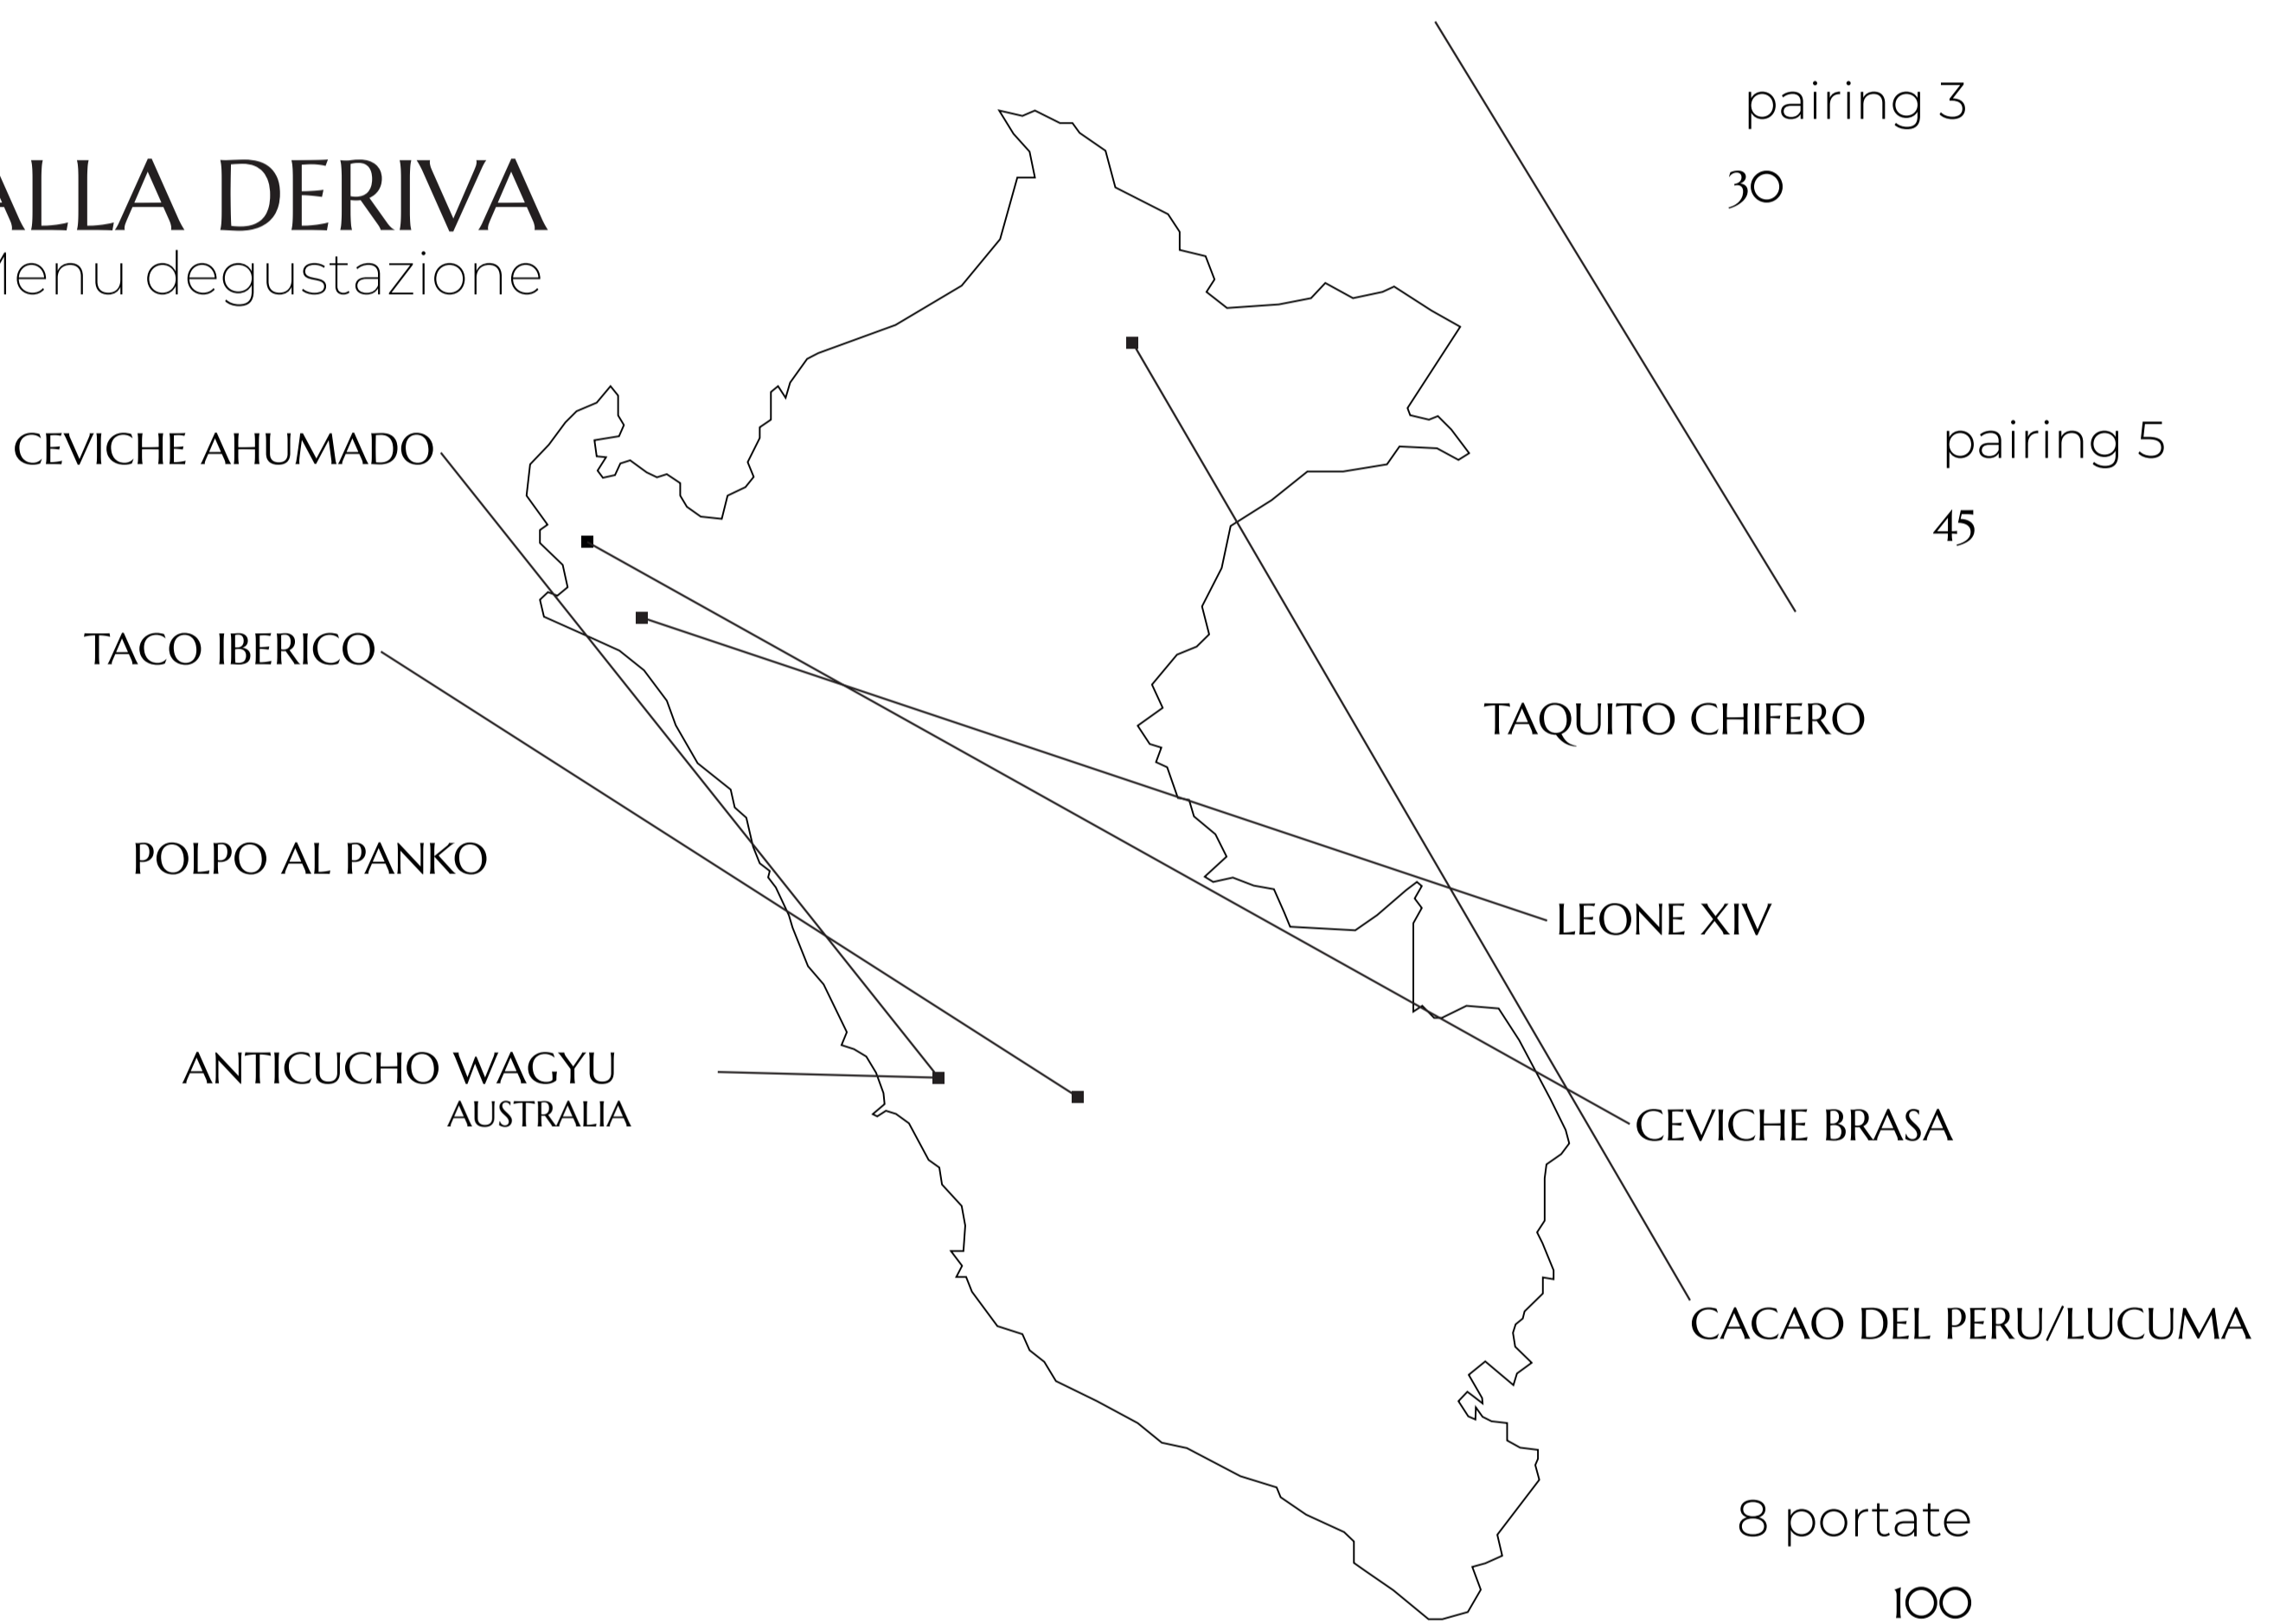 ALLA DERIVA
Menu degustazione
CEVICHE AHUMADO
TACO IBERICO
POLPO AL PANKO
ANTICUCHO WAGYU
AUSTRALIA
pairing 3
30
pairing 5
45
TAQUITO CHIFERO
LEONE XIV
CEVICHE BRASA
CACAO DEL PERU/LUCUMA
8 portate
100